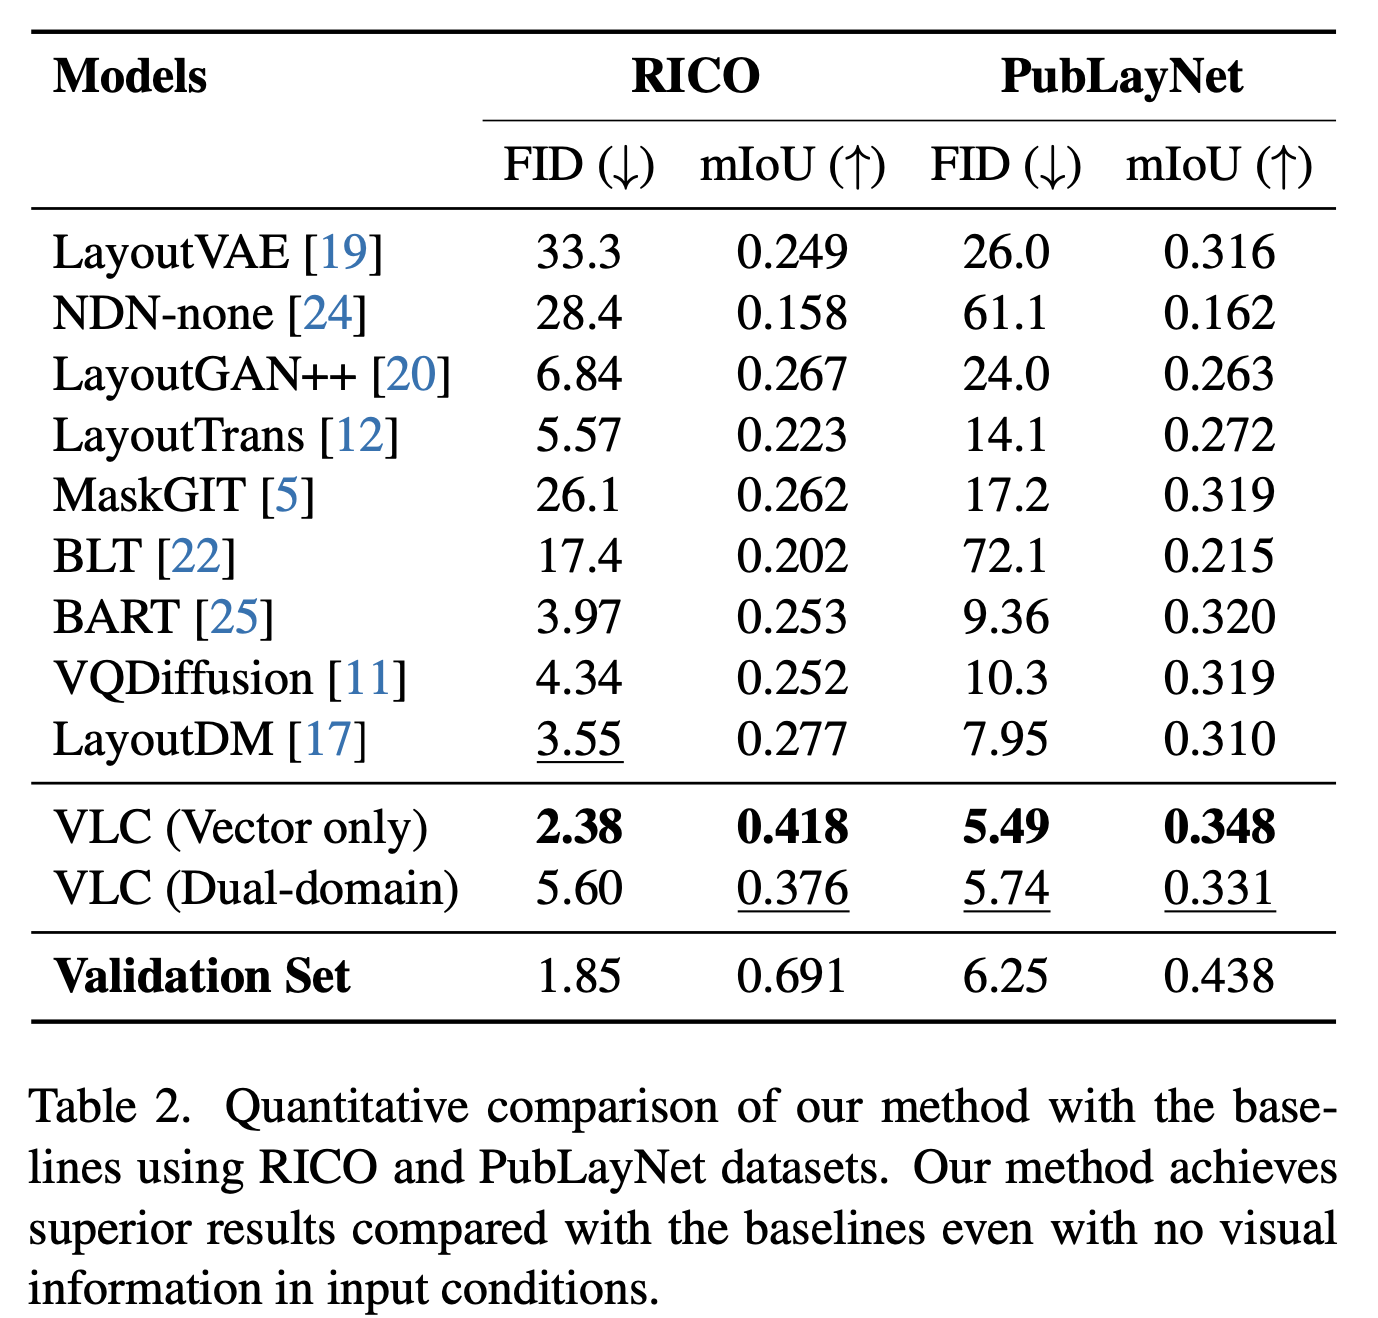 Models RICO PubLayNet
FID (↓) mIoU (↑) FID (↓) mIoU (↑)
LayoutVAE [19] 33.3 0.249 26.0 0.316
NDN-none [24] 28.4 0.158 61.1 0.162
LayoutGAN++ [20] 6.84 0.267 24.0 0.263
LayoutTrans [12] 5.57 0.223 14.1 0.272
MaskGIT [5] 26.1 0.262 17.2 0.319
BLT [22] 17.4 0.202 72.1 0.215
BART [25] 3.97 0.253 9.36 0.320
VQDiffusion [11] 4.34 0.252 10.3 0.319
LayoutDM [17] 3.55 0.277 7.95 0.310
VLC (Vector only) 2.38 0.418 5.49 0.348
VLC (Dual-domain) 5.60 0.376 5.74 0.331
Validation Set 1.85 0.691 6.25 0.438
Table 2. Quantitative comparison of our method with the base-
lines using RICO and PubLayNet datasets. Our method achieves
superior results compared with the baselines even with no visual
information in input conditions.